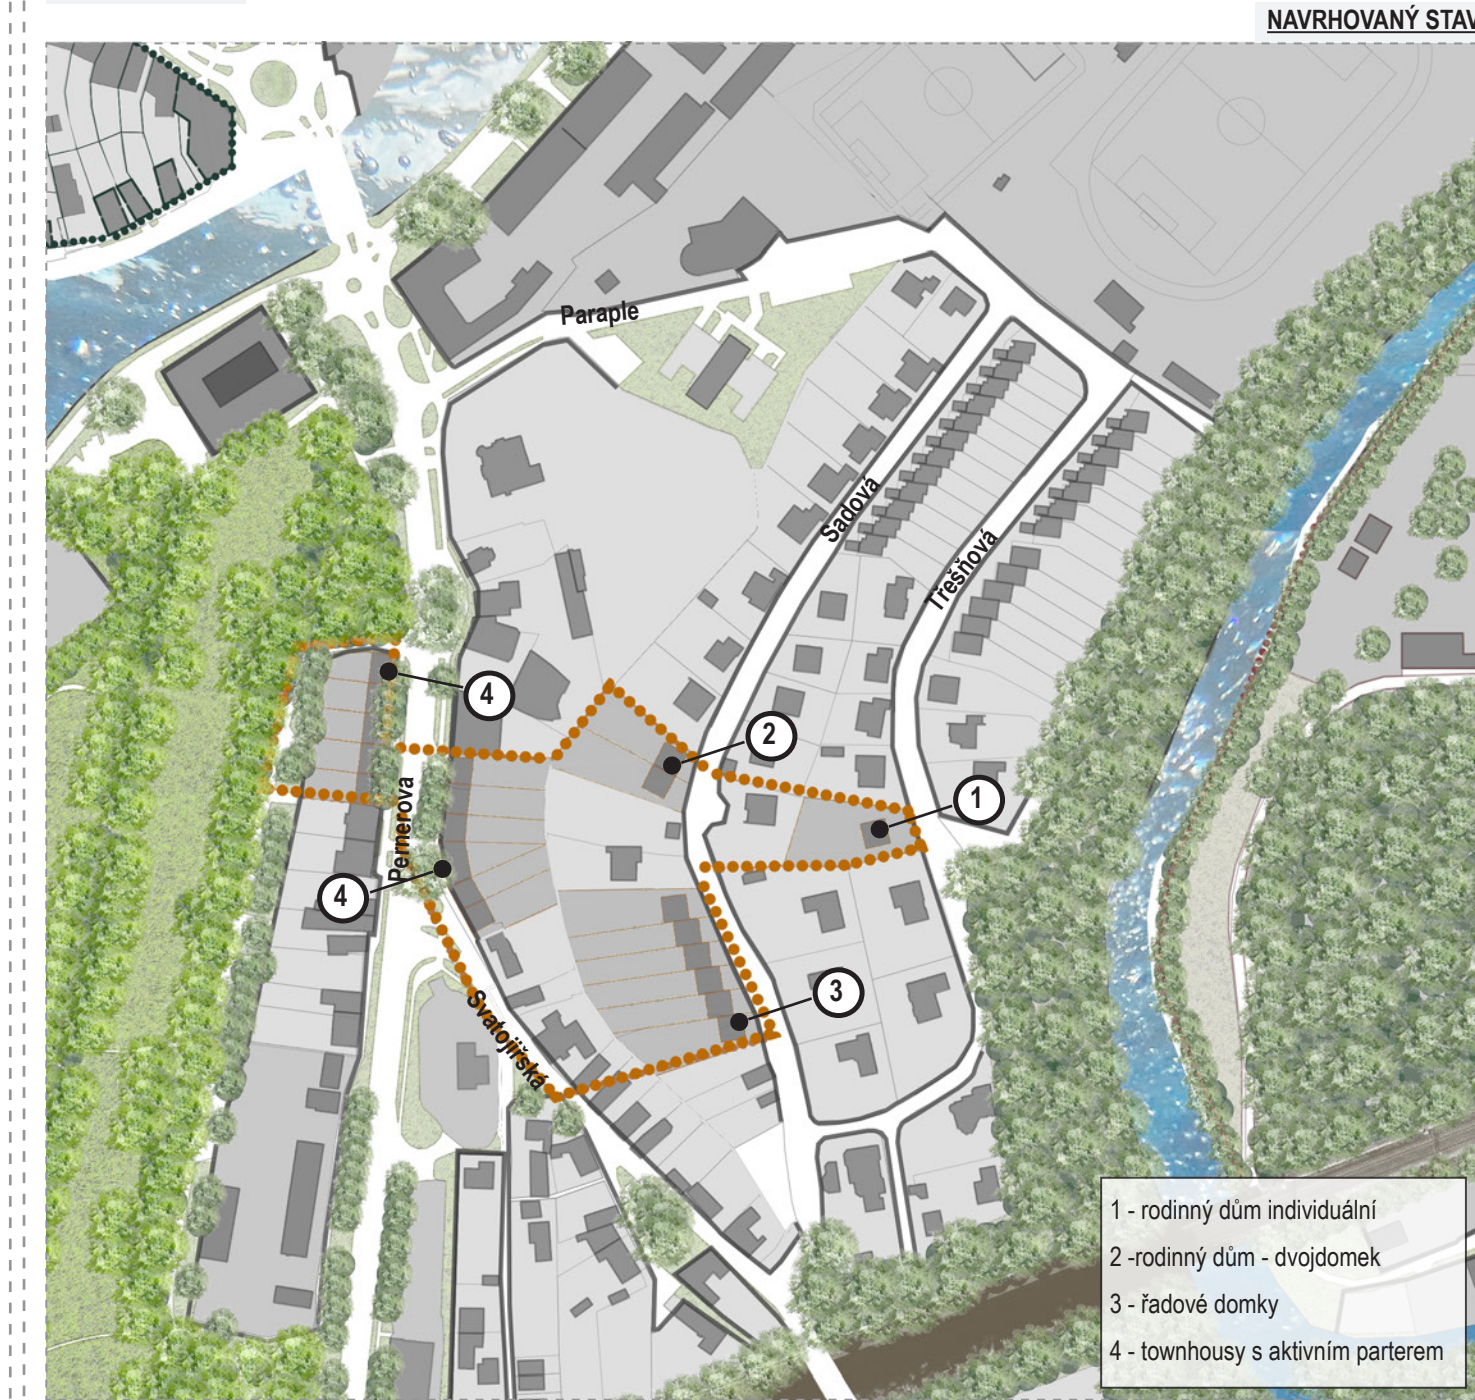 NAVRHOVANÝ STAV
Paraple
Sadová
Třešňová
4
2
1
Pernerova
4
3
Svatojiřská
1 - rodinný dům individuální
2 -rodinný dům - dvojdomek
3 - řadové domky
4 - townhousy s aktivním parterem